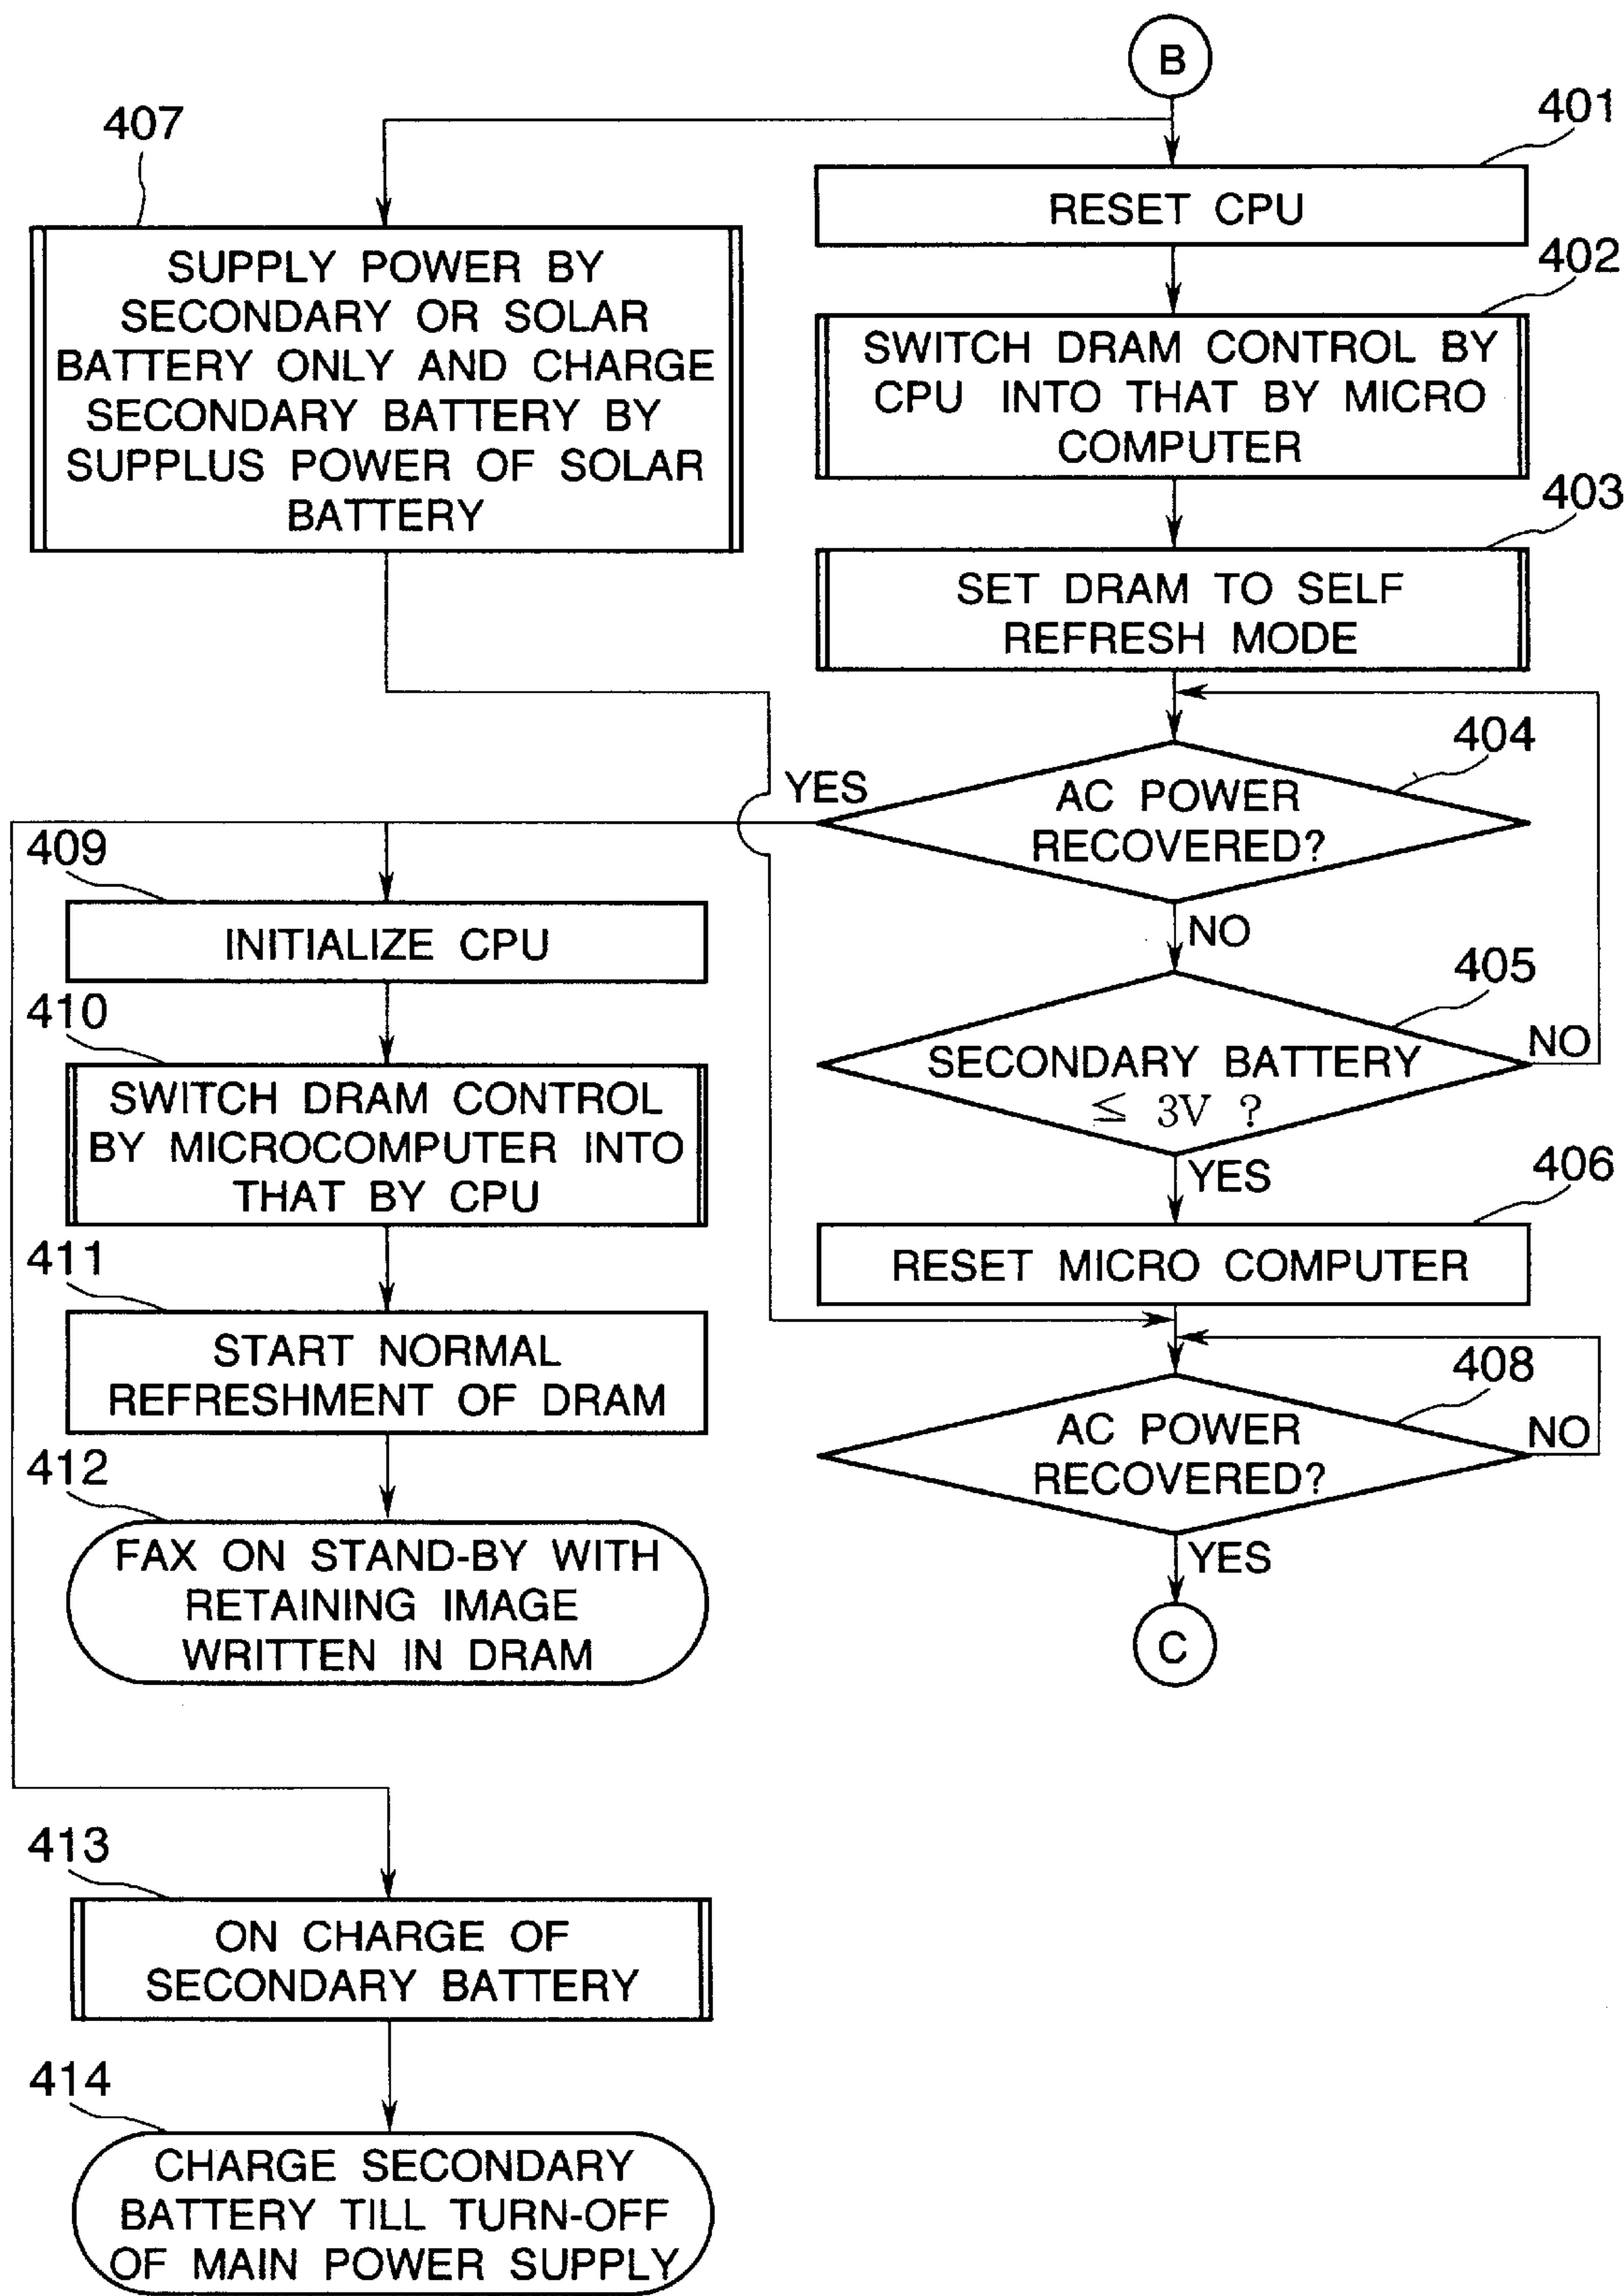 B
401
RESET CPU
402
SWITCH DRAM CONTROL BY
CPU INTO THAT BY MICRO
COMPUTER
403
SET DRAM TO SELF
REFRESH MODE
407
SUPPLY POWER BY
SECONDARY OR SOLAR
BATTERY ONLY AND CHARGE
SECONDARY BATTERY BY
SUPPLUS POWER OF SOLAR
BATTERY
404
AC POWER
RECOVERED?
YES
NO
405
SECONDARY BATTERY
≦ 3V ?
NO
YES
406
RESET MICRO COMPUTER
408
AC POWER
RECOVERED?
NO
YES
C
409
INITIALIZE CPU
410
SWITCH DRAM CONTROL
BY MICROCOMPUTER INTO
THAT BY CPU
411
START NORMAL
REFRESHMENT OF DRAM
412
FAX ON STAND-BY WITH
RETAINING IMAGE
WRITTEN IN DRAM
413
ON CHARGE OF
SECONDARY BATTERY
414
CHARGE SECONDARY
BATTERY TILL TURN-OFF
OF MAIN POWER SUPPLY